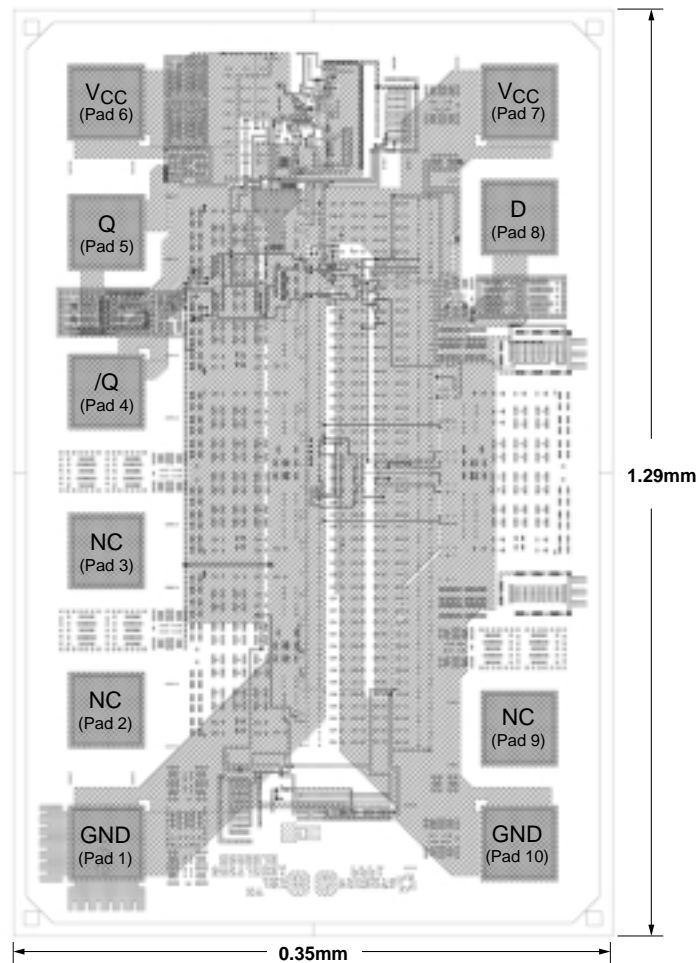 VCC
(Pad 6)
VCC
(Pad 7)
Q
(Pad 5)
D
(Pad 8)
/Q
(Pad 4)
1.29mm
NC
(Pad 3)
NC
(Pad 2)
NC
(Pad 9)
GND
(Pad 1)
GND
(Pad 10)
0.35mm